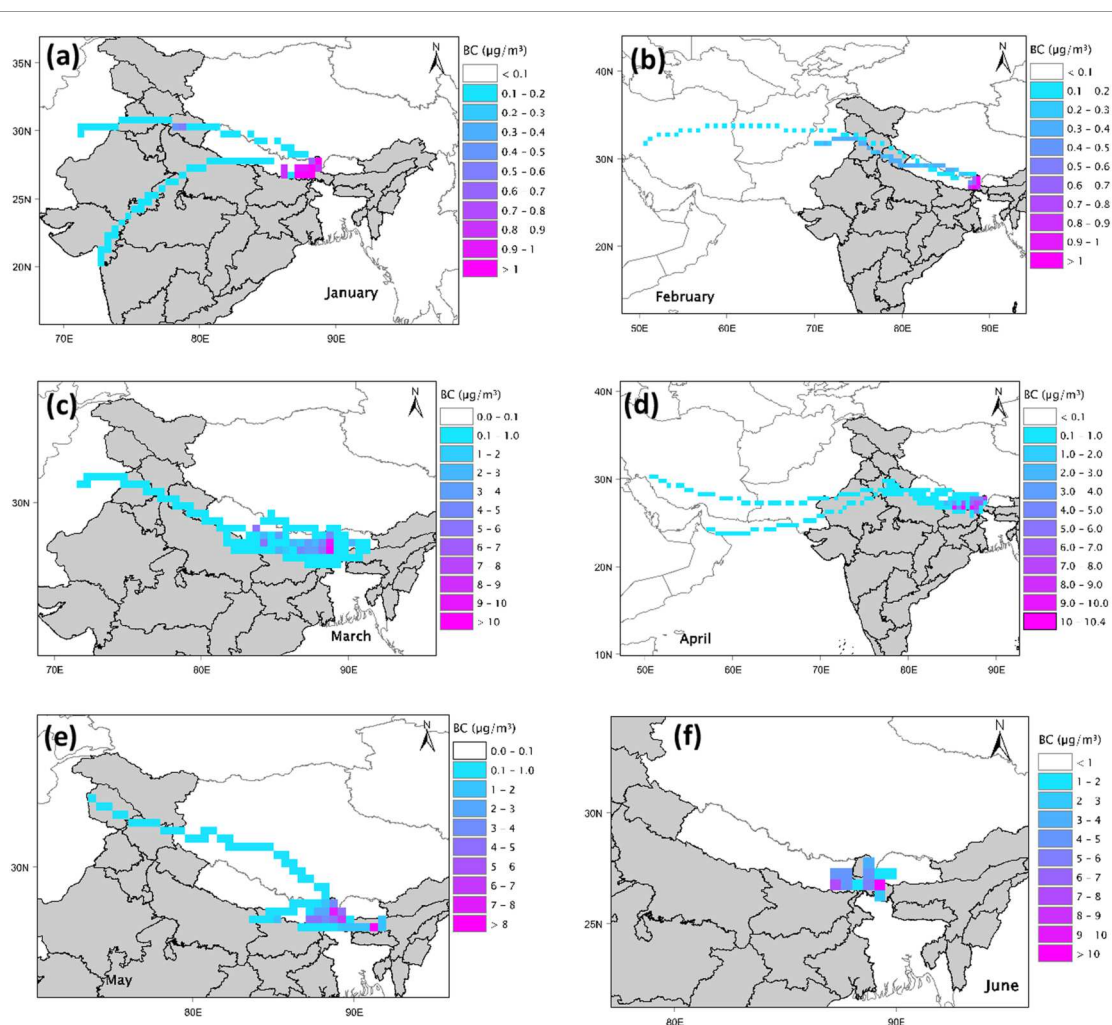 (a)
N
BC (µg/m³)
< 0.1
0.1 - 0.2
0.2 - 0.3
0.3 - 0.4
0.4 - 0.5
0.5 - 0.6
0.6 - 0.7
0.7 - 0.8
0.8 0.9
0.9 - 1
> 1
35N
30N
25N
20N
January
70E 80E 90E
(b)
N
BC (µg/m³)
< 0.1
0.1 0.2
0.2 - 0.3
0.3 - 0.4
0.4 - 0.5
0.5 - 0.6
0.6 - 0.7
0.7 - 0.8
0.8 - 0.9
0.9 - 1
> 1
40N
30N
20N
February
50E 60E 70E 80E 90E
(c)
N
BC (µg/m³)
0.0 - 0.1
0.1 - 1.0
1 - 2
2 - 3
3 4
4 - 5
5 - 6
6 - 7
7 8
8 - 9
9 - 10
> 10
30N
March
70E 80E 90E
(d)
N
BC (µg/m³)
< 0.1
0.1 - 1.0
1.0 - 2.0
2.0 - 3.0
3.0 4.0
4.0 - 5.0
5.0 - 6.0
6.0 - 7.0
7.0 - 8.0
8.0 - 9.0
9.0 - 10.0
10 - 10.4
40N
30N
20N
10N
April
50E 60E 70E 80E 90E
(e)
N
BC (µg/m³)
0.0 - 0.1
0.1 - 1.0
1 - 2
2 - 3
3 - 4
4 - 5
5 6
6 - 7
7 - 8
> 8
30N
May
80E 90E
(f)
N
BC (µg/m³)
< 1
1 - 2
2 3
3 - 4
4 - 5
5 - 6
6 - 7
7 - 8
8 - 9
9 10
> 10
30N
25N
June
80E 90E